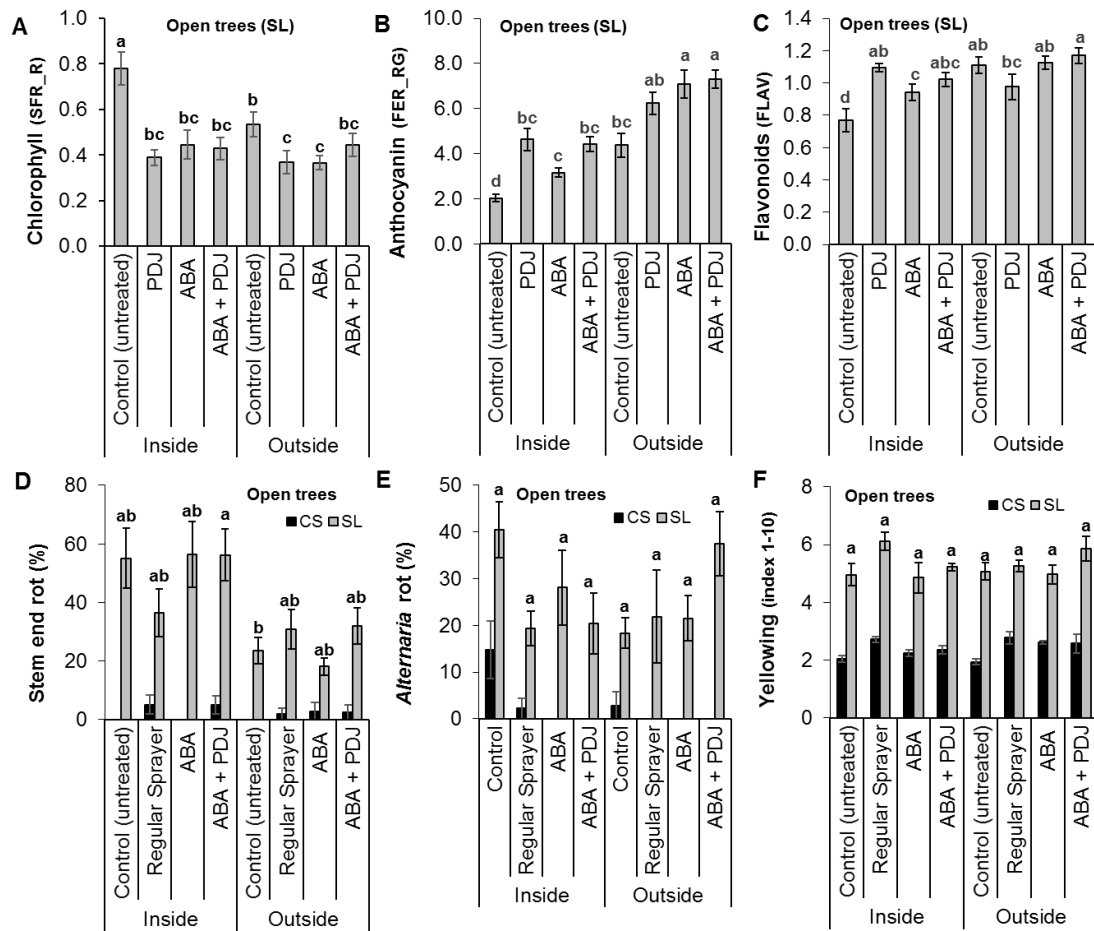 A
Open trees (SL)
Chlorophyll (SFR_R)
1.0
0.8
0.6
0.4
0.2
0.0
a
bc
bc
bc
b
c
c
bc
Control (untreated)
PDJ
ABA
ABA + PDJ
Control (untreated)
PDJ
ABA
ABA + PDJ
Inside
Outside
B
Open trees (SL)
Anthocyanin (FER_RG)
10.0
8.0
6.0
4.0
2.0
0.0
d
bc
c
bc
bc
ab
a
a
Control (untreated)
PDJ
ABA
ABA + PDJ
Control (untreated)
PDJ
ABA
ABA + PDJ
Inside
Outside
C
Open trees (SL)
Flavonoids (FLAV)
1.4
1.2
1.0
0.8
0.6
0.4
0.2
0.0
d
ab
c
abc
ab
bc
ab
a
Control (untreated)
PDJ
ABA
ABA + PDJ
Control (untreated)
PDJ
ABA
ABA + PDJ
Inside
Outside
D
Open trees
CS
SL
Stem end rot (%)
80
60
40
20
0
ab
ab
ab
a
b
ab
ab
ab
Control (untreated)
Regular Sprayer
ABA
ABA + PDJ
Control (untreated)
Regular Sprayer
ABA
ABA + PDJ
Inside
Outside
E
Open trees
CS
SL
Alternaria rot (%)
50
40
30
20
10
0
a
a
a
a
a
a
a
a
Control
Regular Sprayer
ABA
ABA + PDJ
Control
Regular Sprayer
ABA
ABA + PDJ
Inside
Outside
F
Open trees
CS
SL
Yellowing (index 1-10)
8
6
4
2
0
a
a
a
a
a
a
a
a
Control (untreated)
Regular Sprayer
ABA
ABA + PDJ
Control (untreated)
Regular Sprayer
ABA
ABA + PDJ
Inside
Outside